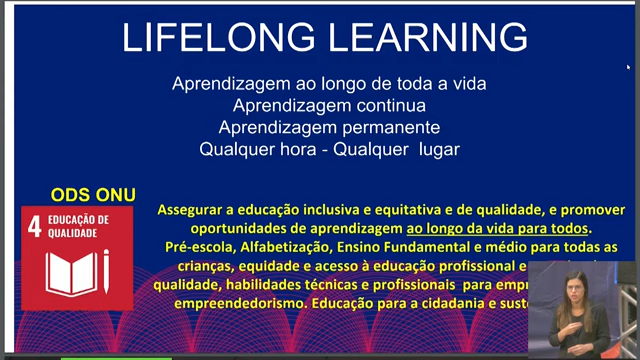 LIFELONG LEARNING
Aprendizagem ao longo de toda a vida
Aprendizagem continua
Aprendizagem permanente
Qualquer hora - Qualquer lugar
ODS ONU
4 EDUCAÇÃO DE
QUALIDADE
Assegurar a educação inclusiva e equitativa e de qualidade, e promover
oportunidades de aprendizagem ao longo da vida para todos.
Pré-escola, Alfabetização, Ensino Fundamental e médio para todas as
crianças, equidade e acesso à educação profissional e
qualidade, habilidades técnicas e profissionais para
empreendedorismo. Educação para a cidadania e